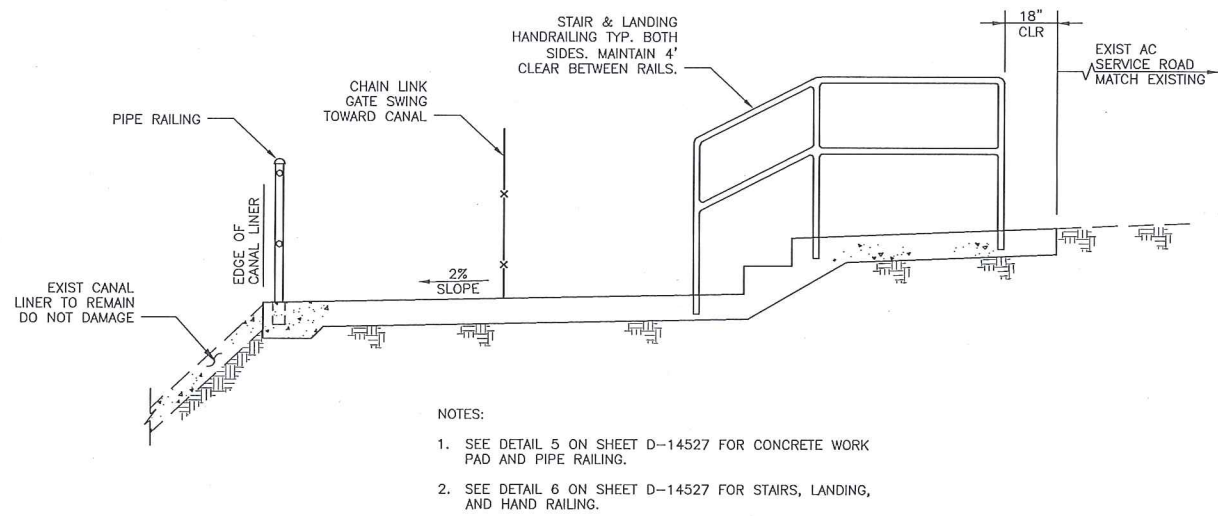 STAIR & LANDING
HANDRAILING TYP. BOTH
SIDES. MAINTAIN 4'
CLEAR BETWEEN RAILS.
18"
CLR
EXIST AC
SERVICE ROAD
MATCH EXISTING
CHAIN LINK
GATE SWING
TOWARD CANAL
PIPE RAILING
EDGE OF
CANAL LINER
2%
SLOPE
EXIST CANAL
LINER TO REMAIN
DO NOT DAMAGE
NOTES:
1. SEE DETAIL 5 ON SHEET D-14527 FOR CONCRETE WORK
PAD AND PIPE RAILING.
2. SEE DETAIL 6 ON SHEET D-14527 FOR STAIRS, LANDING,
AND HAND RAILING.